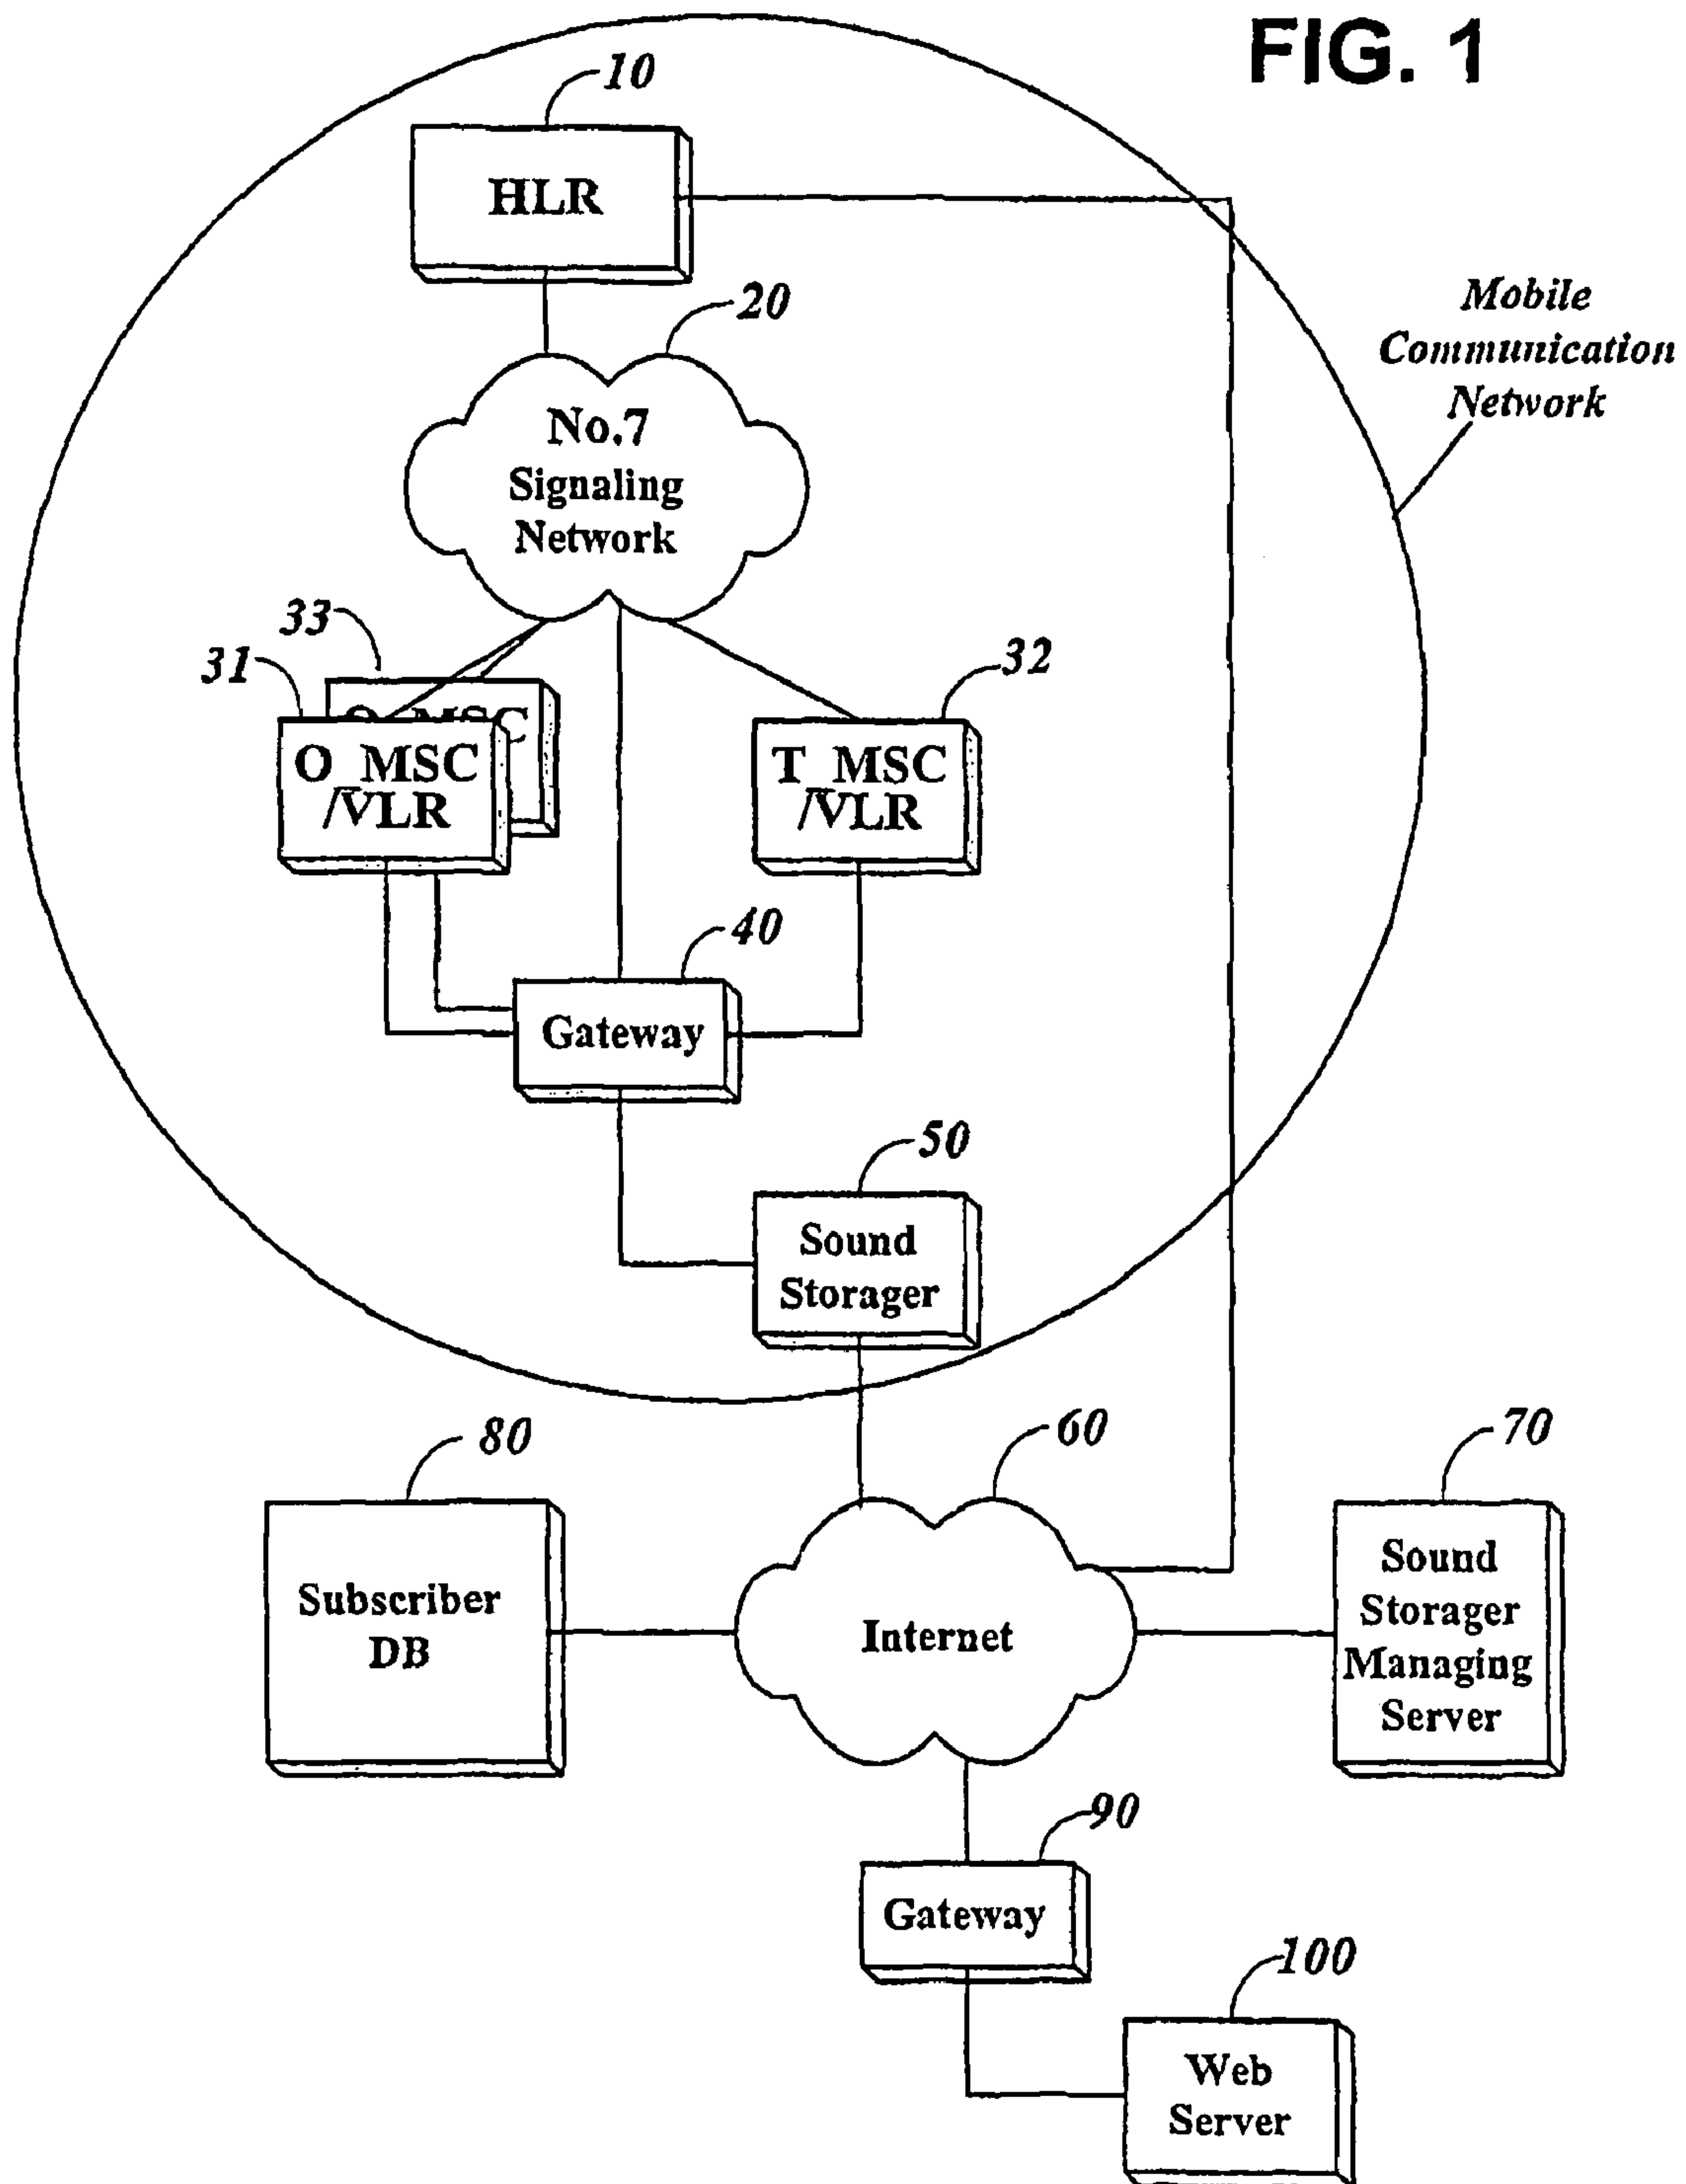 FIG. 1
10
HLR
20
Mobile
Communication
Network
No.7
Signaling
Network
33
31
32
O_MSC
O_MSC
/VLR
T_MSC
/VLR
40
Gateway
50
Sound
Storager
80
60
70
Subscriber
DB
Internet
Sound
Storager
Managing
Server
90
Gateway
100
Web
Server